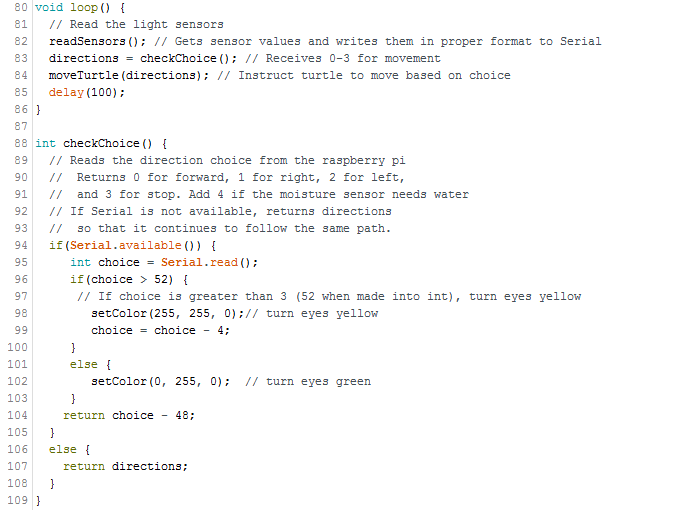 80 void loop() {
81   // Read the light sensors
82   readSensors(); // Gets sensor values and writes them in proper format to Serial
83   directions = checkChoice(); // Receives 0-3 for movement
84   moveTurtle(directions); // Instruct turtle to move based on choice
85   delay(100);
86 }
87
88 int checkChoice() {
89   // Reads the direction choice from the raspberry pi
90   //  Returns 0 for forward, 1 for right, 2 for left,
91   //  and 3 for stop. Add 4 if the moisture sensor needs water
92   // If Serial is not available, returns directions
93   //  so that it continues to follow the same path.
94   if(Serial.available()) {
95      int choice = Serial.read();
96      if(choice > 52) {
97       // If choice is greater than 3 (52 when made into int), turn eyes yellow
98         setColor(255, 255, 0);// turn eyes yellow
99         choice = choice - 4;
100      }
101      else {
102         setColor(0, 255, 0);  // turn eyes green
103      }
104     return choice - 48;
105   }
106   else {
107     return directions;
108   }
109 }